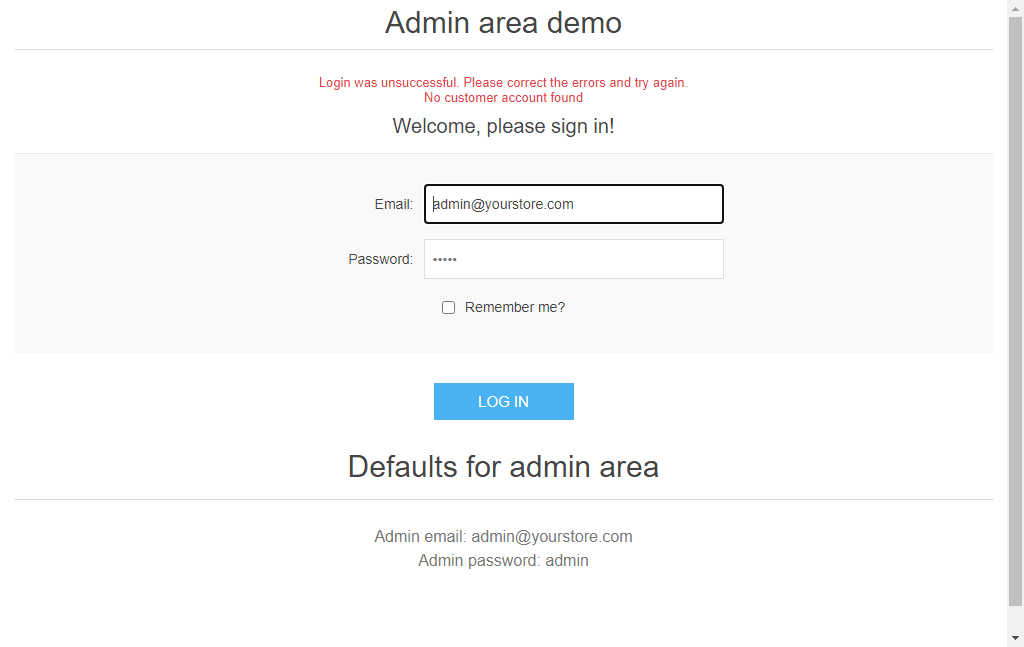 Admin area demo
Login was unsuccessful. Please correct the errors and try again.
No customer account found
Welcome, please sign in!
Email: admin@yourstore.com
Password: •••••
Remember me?
LOG IN
Defaults for admin area
Admin email: admin@yourstore.com
Admin password: admin